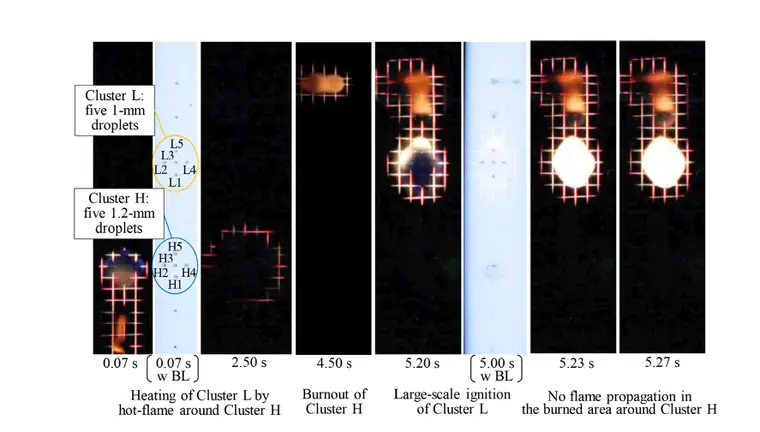 Cluster L:
five 1-mm
droplets
L5
L3
L2
L4
L1
Cluster H:
five 1.2-mm
droplets
H5
H3
H2
H4
H1
0.07 s
0.07 s
w BL
2.50 s
4.50 s
5.20 s
5.00 s
w BL
5.23 s
5.27 s
Heating of Cluster L by
hot-flame around Cluster H
Burnout of
Cluster H
Large-scale ignition
of Cluster L
No flame propagation in
the burned area around Cluster H